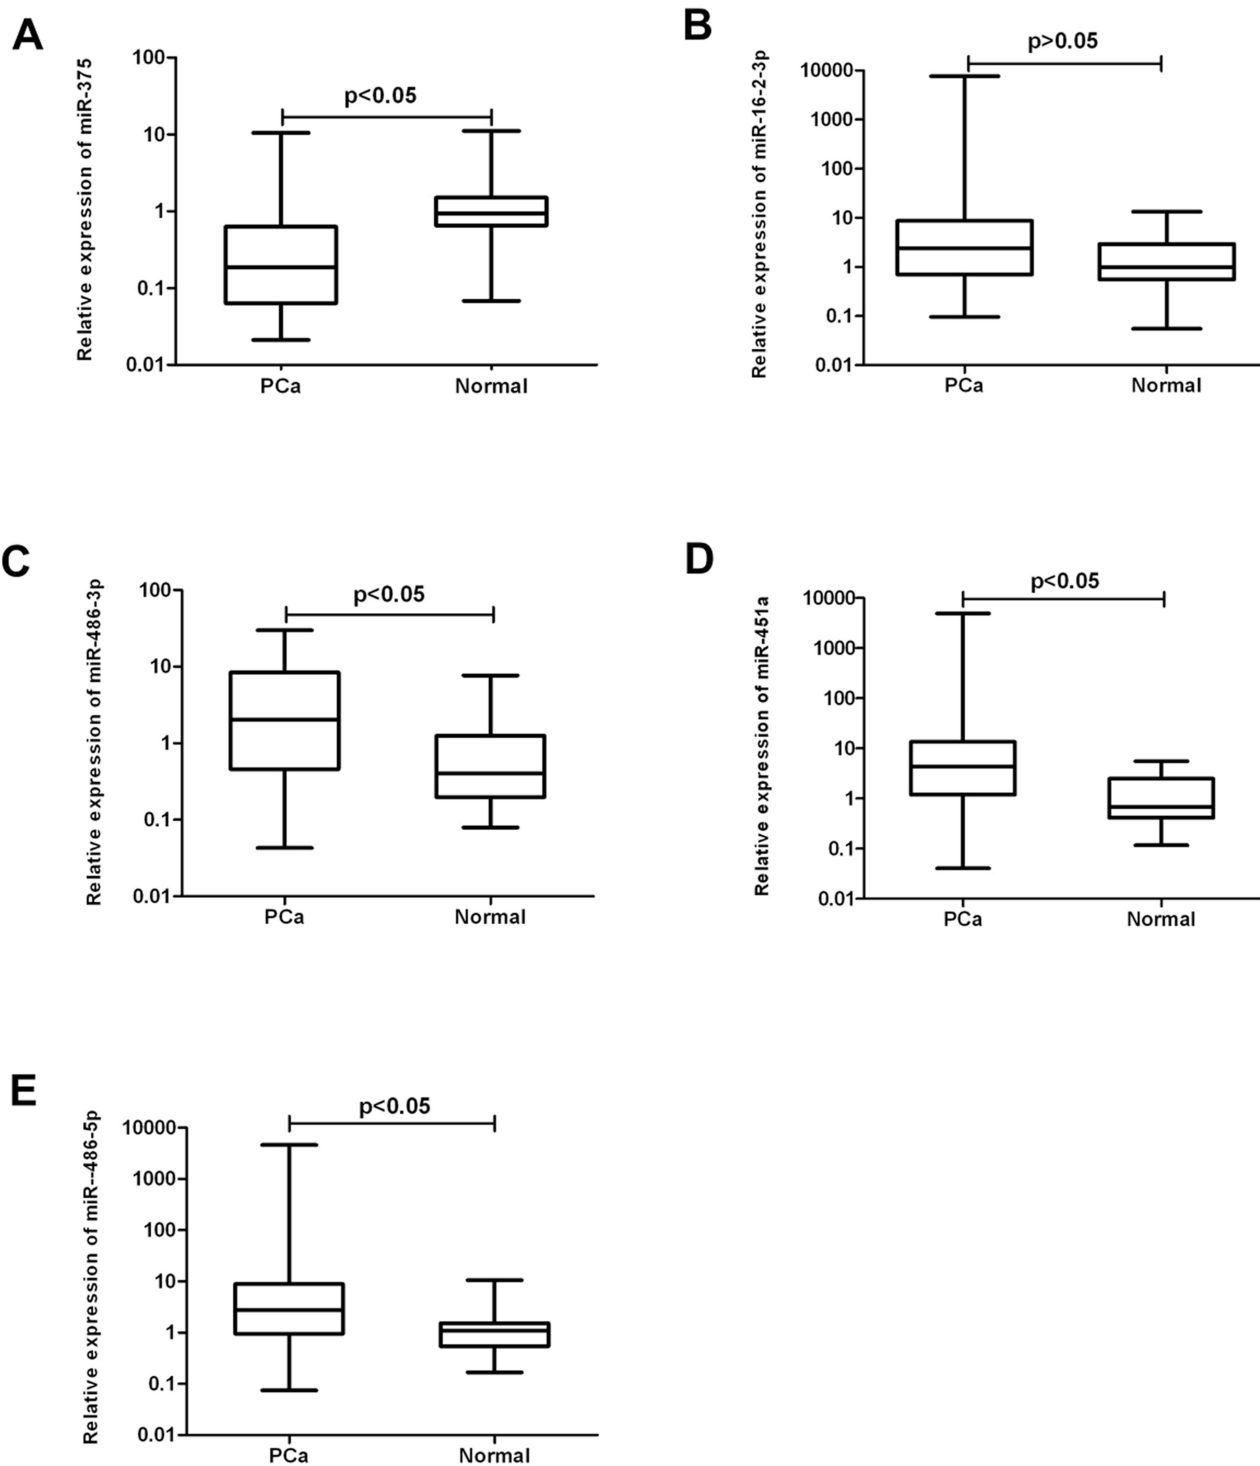 A
Relative expression of miR-375
100
10
1
0.1
0.01
p<0.05
PCa
Normal
B
Relative expression of miR-16-2-3p
10000
1000
100
10
1
0.1
0.01
p>0.05
PCa
Normal
C
Relative expression of miR-486-3p
100
10
1
0.1
0.01
p<0.05
PCa
Normal
D
Relative expression of miR-451a
10000
1000
100
10
1
0.1
0.01
p<0.05
PCa
Normal
E
Relative expression of miR--486-5p
10000
1000
100
10
1
0.1
0.01
p<0.05
PCa
Normal